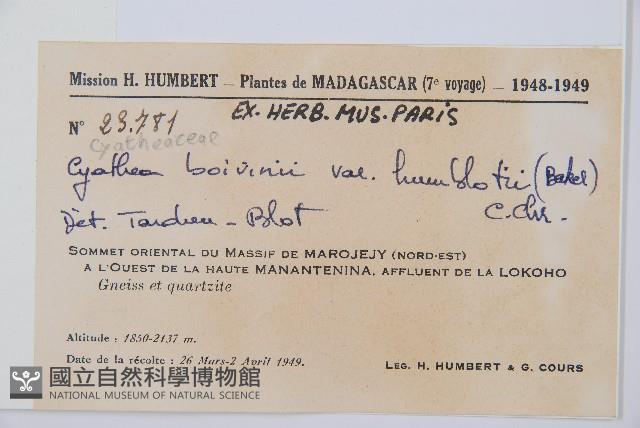 Mission H. HUMBERT — Plantes de MADAGASCAR (7e voyage) — 1948-1949
EX. HERB. MUS. PARIS
N° 23.781
Cyatheaceae
Cyathea boivinii var. humblotii (Baker)
Dét. Tardieu - Blot C. Chr.
SOMMET ORIENTAL DU MASSIF DE MAROJEJY (NORD-EST)
A L'OUEST DE LA HAUTE MANANTENINA, AFFLUENT DE LA LOKOHO
Gneiss et quartzite
Altitude : 1850-2137 m.
Date de la récolte : 26 Mars-2 Avril 1949.
LEG. H. HUMBERT & G. COURS
國立自然科學博物館
NATIONAL MUSEUM OF NATURAL SCIENCE